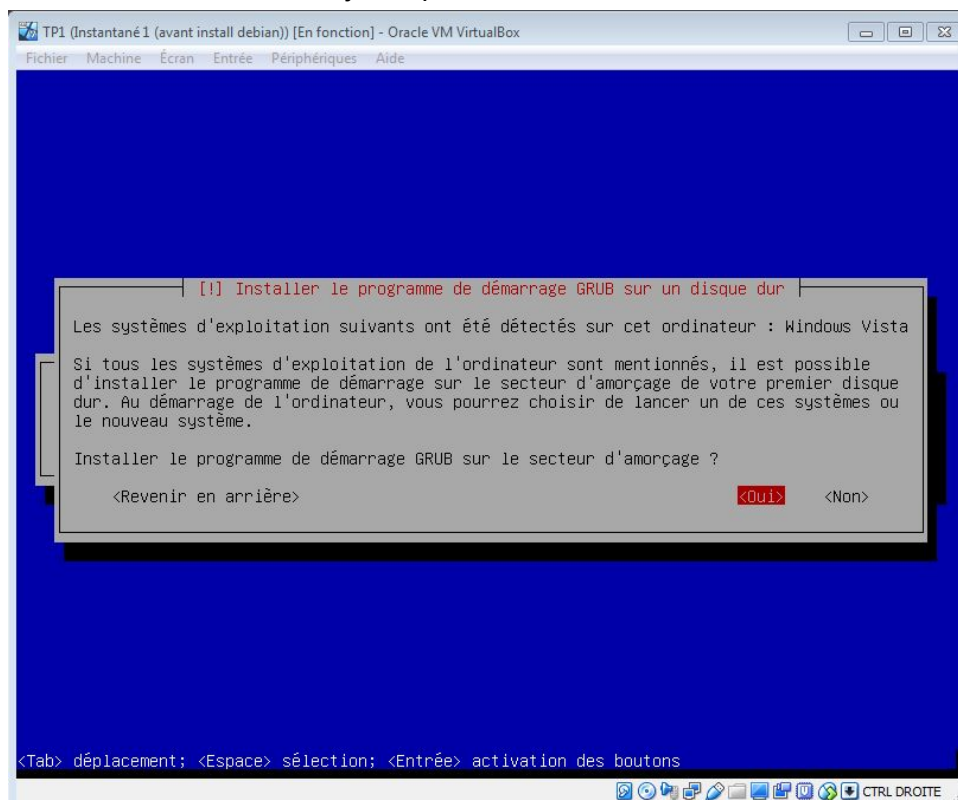 TP1 (Instantané 1 (avant install debian)) [En fonction] - Oracle VM VirtualBox
Fichier Machine Écran Entrée Périphériques Aide
[!] Installer le programme de démarrage GRUB sur un disque dur
Les systèmes d'exploitation suivants ont été détectés sur cet ordinateur : Windows Vista
Si tous les systèmes d'exploitation de l'ordinateur sont mentionnés, il est possible
d'installer le programme de démarrage sur le secteur d'amorçage de votre premier disque
dur. Au démarrage de l'ordinateur, vous pourrez choisir de lancer un de ces systèmes ou
le nouveau système.
Installer le programme de démarrage GRUB sur le secteur d'amorçage ?
<Revenir en arrière> <Oui> <Non>
<Tab> déplacement; <Espace> sélection; <Entrée> activation des boutons
CTRL DROITE